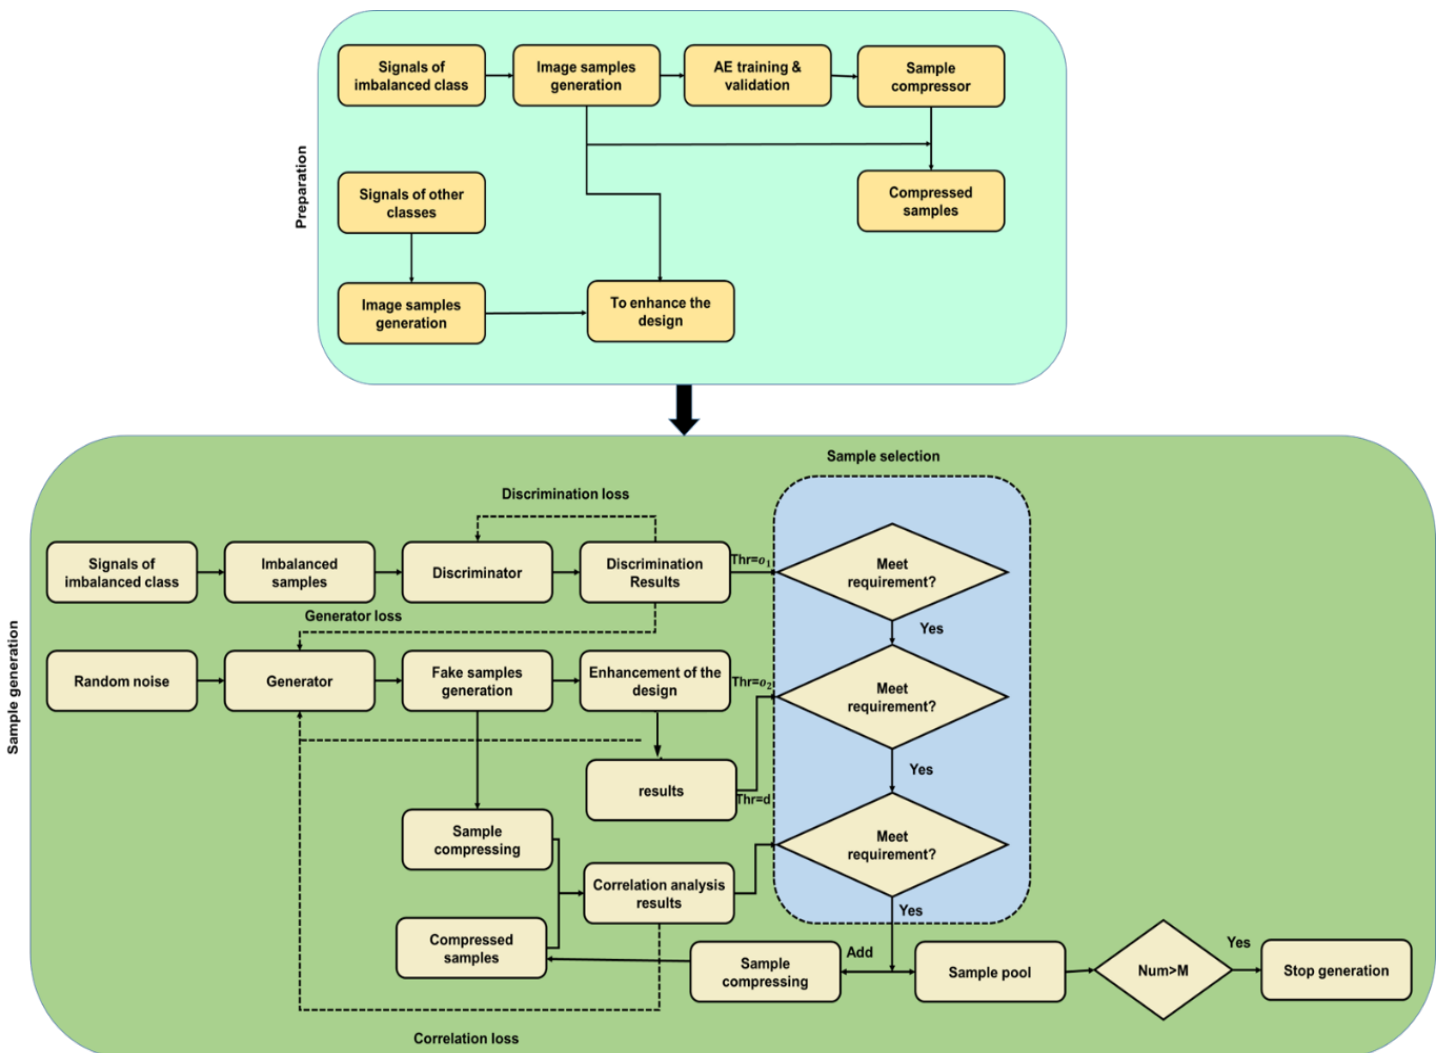 Preparation
Signals of
imbalanced class
Image samples
generation
AE training &
validation
Sample
compressor
Signals of other
classes
Compressed
samples
Image samples
generation
To enhance the
design
Sample generation
Sample selection
Discrimination loss
Signals of
imbalanced class
Imbalanced
samples
Discriminator
Discrimination
Results
Thr=o₁
Meet
requirement?
Generator loss
Yes
Random noise
Generator
Fake samples
generation
Enhancement of the
design
Thr=o₂
Meet
requirement?
Yes
results
Thr=d
Sample
compressing
Meet
requirement?
Correlation analysis
results
Yes
Compressed
samples
Sample
compressing
Add
Sample pool
Num>M
Yes
Stop generation
Correlation loss